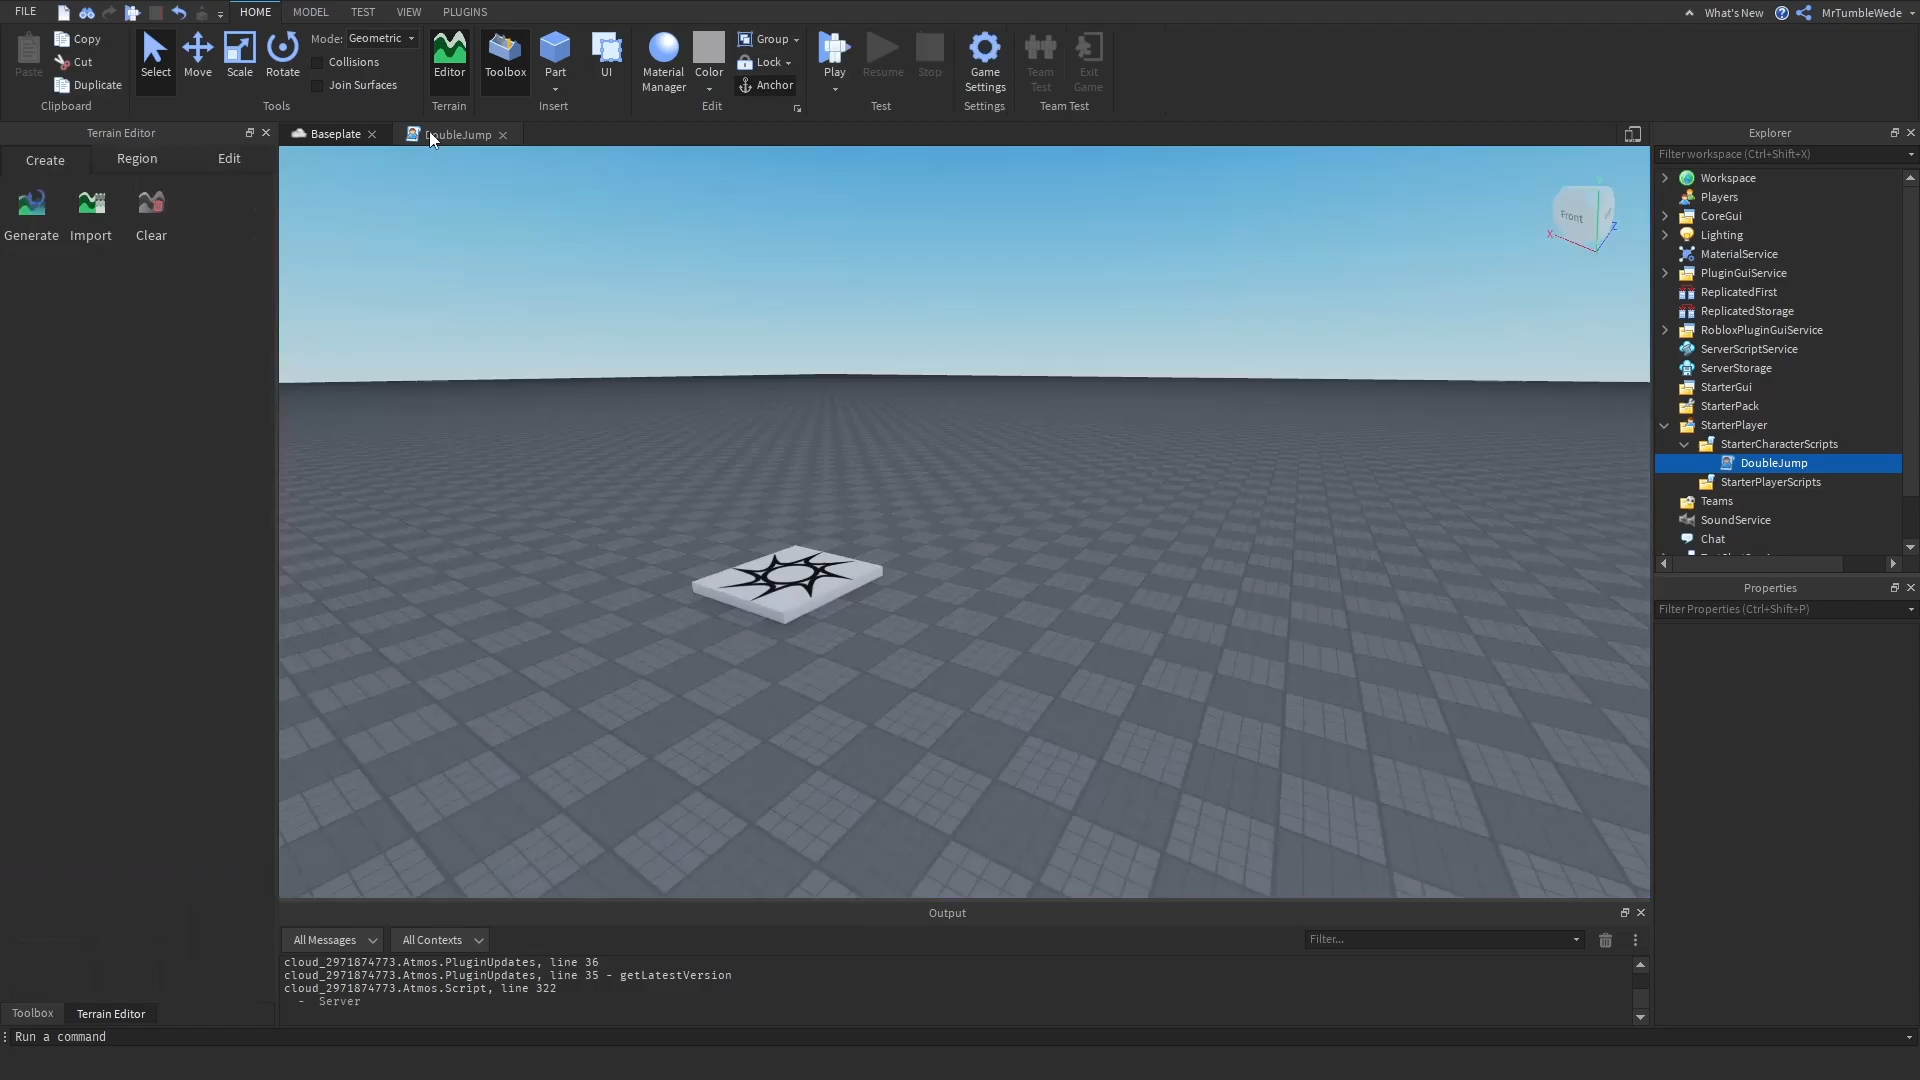 FILE HOME MODEL TEST VIEW PLUGINS What's New MrTumbleWede
Paste Copy Cut Duplicate
Clipboard
Select Move Scale Rotate
Mode: Geometric
Collisions
Join Surfaces
Tools
Editor
Terrain
Toolbox Part UI
Insert
Material Manager Color
Group
Lock
Anchor
Edit
Play Resume Stop
Test
Game Settings
Settings
Team Test Exit Game
Team Test
Terrain Editor
Create Region Edit
Generate Import Clear
Baseplate DoubleJump
Front
X
Z
Explorer
Filter workspace (Ctrl+Shift+X)
Workspace
Players
CoreGui
Lighting
MaterialService
PluginGuiService
ReplicatedFirst
ReplicatedStorage
RobloxPluginGuiService
ServerScriptService
ServerStorage
StarterGui
StarterPack
StarterPlayer
StarterCharacterScripts
DoubleJump
StarterPlayerScripts
Teams
SoundService
Chat
Properties
Filter Properties (Ctrl+Shift+P)
Output
All Messages All Contexts Filter...
cloud_2971874773.Atmos.PluginUpdates, line 36
cloud_2971874773.Atmos.PluginUpdates, line 35 - getLatestVersion
cloud_2971874773.Atmos.Script, line 322
- Server
Toolbox Terrain Editor
Run a command